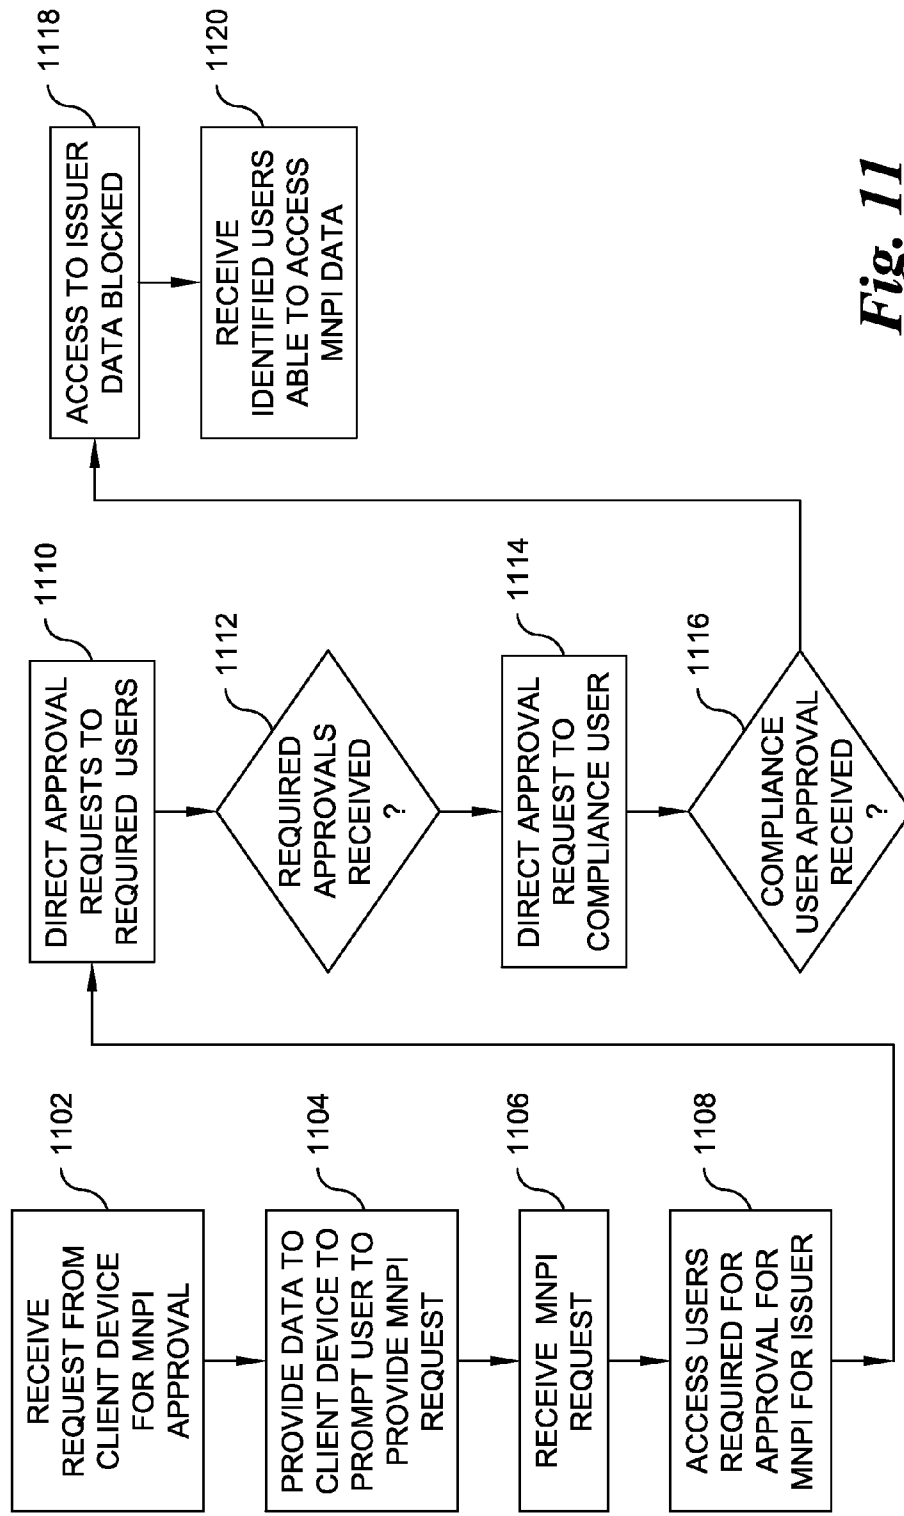 RECEIVE
REQUEST FROM
CLIENT DEVICE
FOR MNPI
APPROVAL
1102
PROVIDE DATA TO
CLIENT DEVICE TO
PROMPT USER TO
PROVIDE MNPI
REQUEST
1104
RECEIVE MNPI
REQUEST
1106
ACCESS USERS
REQUIRED FOR
APPROVAL FOR
MNPI FOR ISSUER
1108
DIRECT APPROVAL
REQUESTS TO
REQUIRED USERS
1110
REQUIRED
APPROVALS
RECEIVED
?
1112
DIRECT APPROVAL
REQUEST TO
COMPLIANCE USER
1114
COMPLIANCE
USER APPROVAL
RECEIVED
?
1116
ACCESS TO ISSUER
DATA BLOCKED
1118
RECEIVE
IDENTIFIED USERS
ABLE TO ACCESS
MNPI DATA
1120
Fig. 11